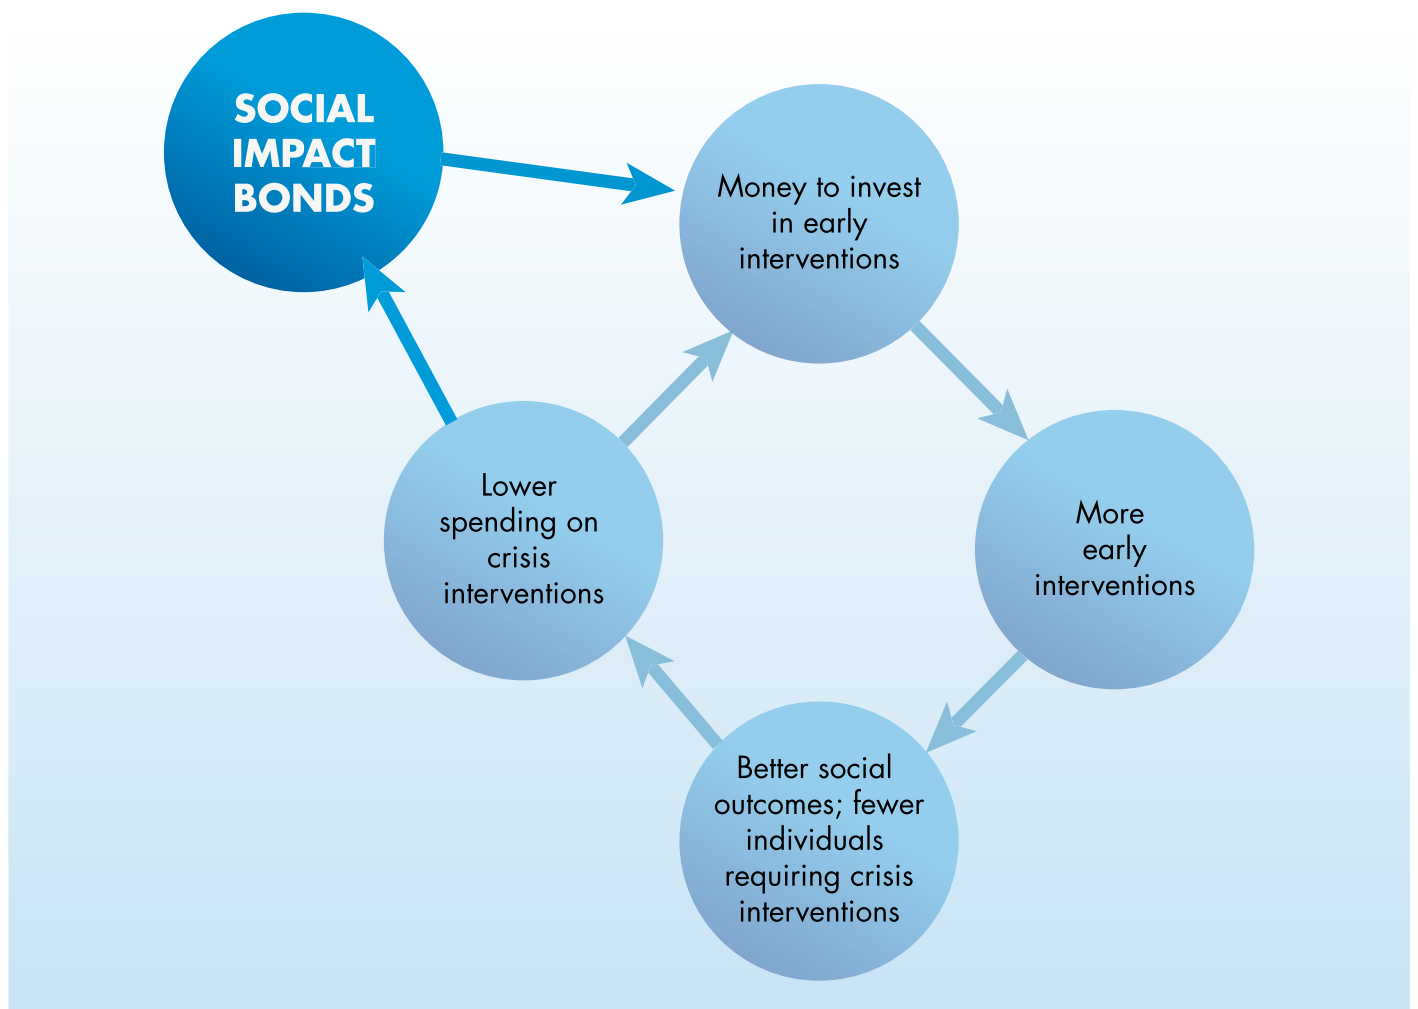 SOCIAL
IMPACT
BONDS
Money to invest
in early
interventions
More
early
interventions
Better social
outcomes; fewer
individuals
requiring crisis
interventions
Lower
spending on
crisis
interventions